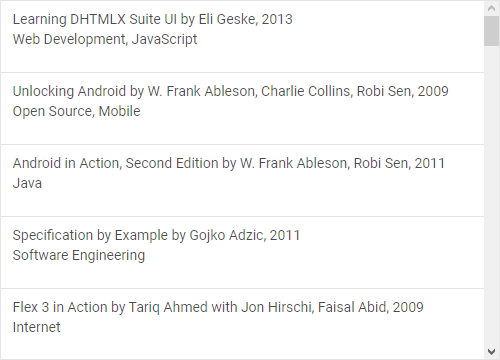 Learning DHTMLX Suite UI by Eli Geske, 2013
Web Development, JavaScript
Unlocking Android by W. Frank Ableson, Charlie Collins, Robi Sen, 2009
Open Source, Mobile
Android in Action, Second Edition by W. Frank Ableson, Robi Sen, 2011
Java
Specification by Example by Gojko Adzic, 2011
Software Engineering
Flex 3 in Action by Tariq Ahmed with Jon Hirschi, Faisal Abid, 2009
Internet